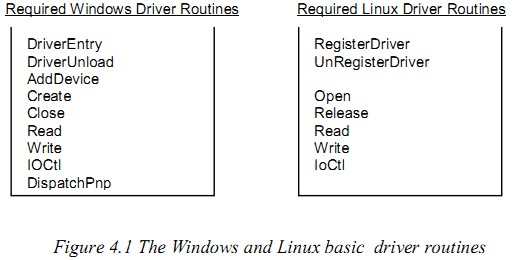 Required Windows Driver Routines
DriverEntry
DriverUnload
AddDevice
Create
Close
Read
Write
IOCtl
DispatchPnp
Required Linux Driver Routines
RegisterDriver
UnRegisterDriver
Open
Release
Read
Write
IoCtl
Figure 4.1 The Windows and Linux basic driver routines